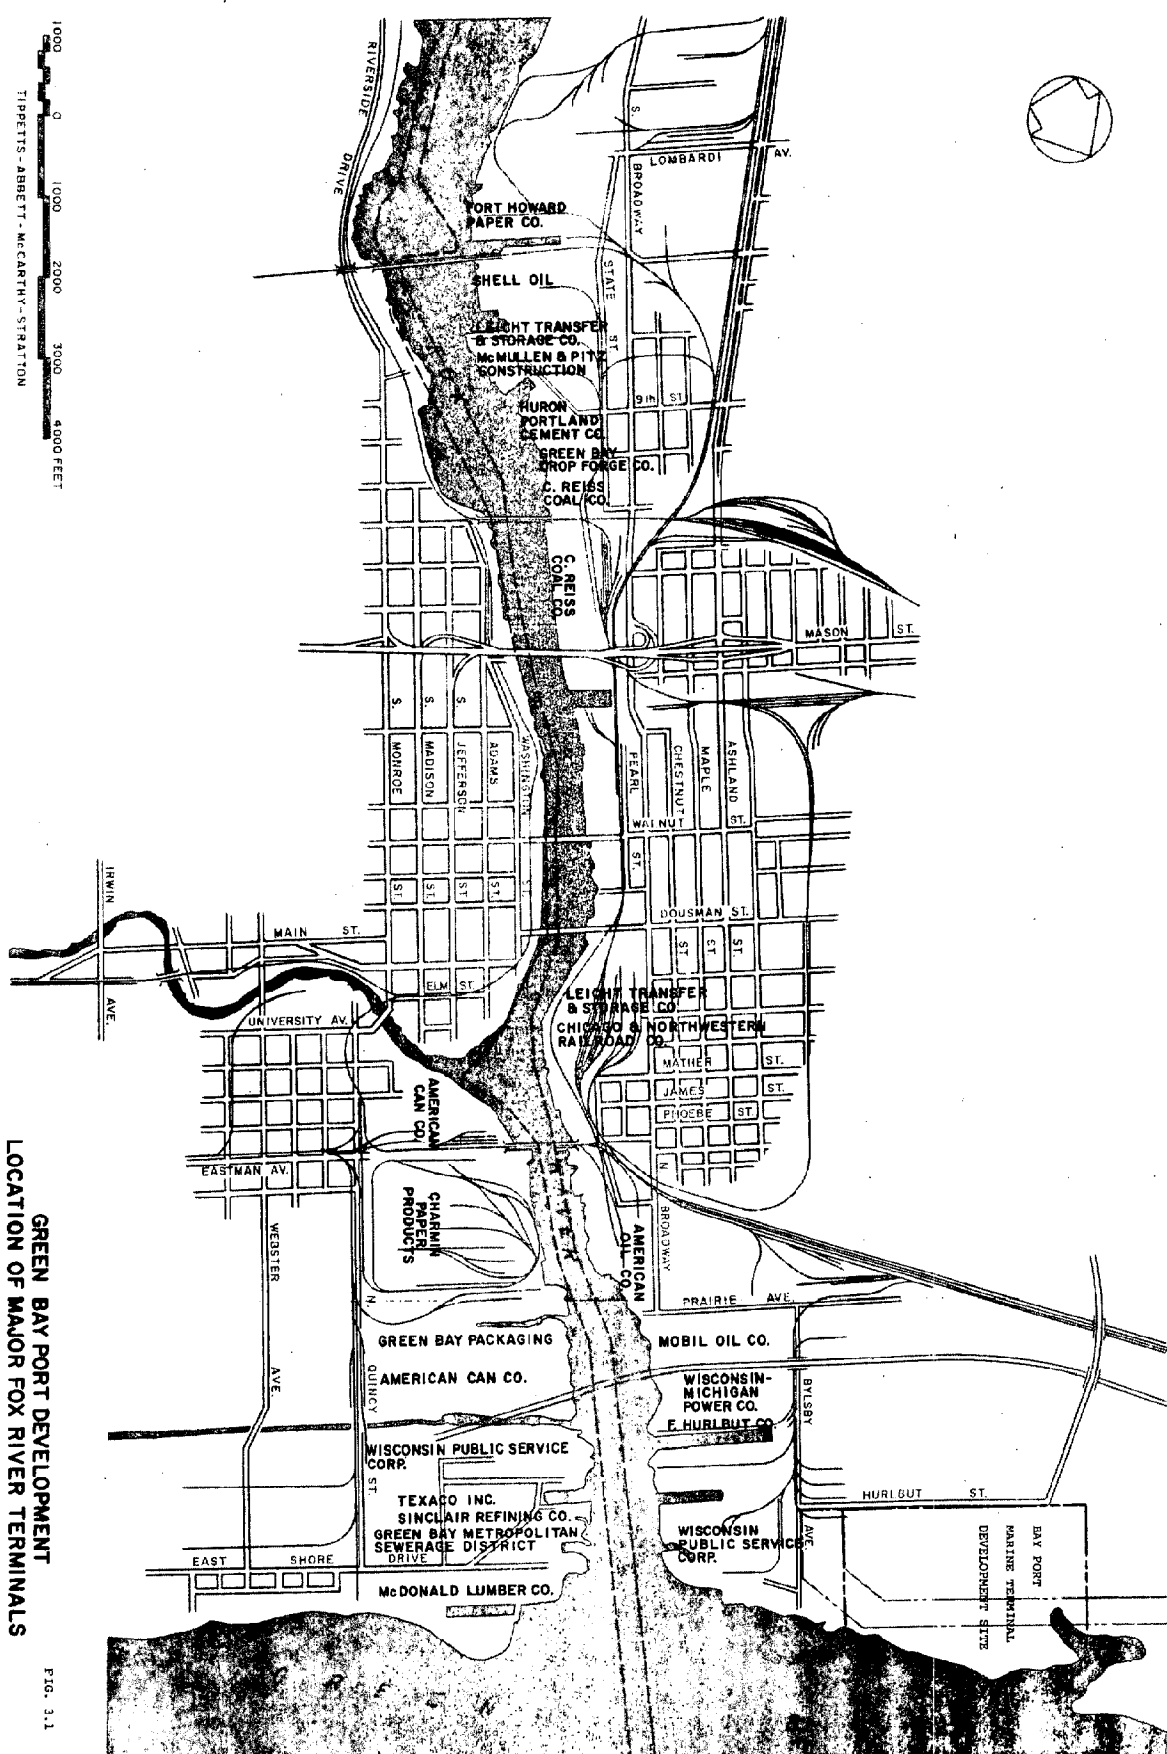 GREEN BAY PORT DEVELOPMENT
LOCATION OF MAJOR FOX RIVER TERMINALS
FIG. 3.1
TIPPETTS-ABBETT-McCARTHY-STRATTON
1000 0 1000 2000 3000 4000 FEET
RIVERSIDE
DRIVE
S.
BROADWAY
LOMBARDI AV.
FORT HOWARD
PAPER CO.
STATE
ST.
SHELL OIL
LEICHT TRANSFER
& STORAGE CO.
McMULLEN & PITZ
CONSTRUCTION
9th ST.
HURON
PORTLAND
CEMENT CO.
GREEN BAY
DROP FORGE CO.
C. REISS
COAL CO.
C. REISS
COAL CO.
MASON ST.
S. MONROE ST.
S. MADISON ST.
S. JEFFERSON ST.
ADAMS ST.
WASHINGTON ST.
PEARL ST.
CHESTNUT ST.
MAPLE ST.
ASHLAND ST.
WALNUT ST.
DOUSMAN ST.
IRWIN
AVE.
MAIN ST.
ELM ST.
UNIVERSITY AV.
LEICHT TRANSFER
& STORAGE CO.
CHICAGO & NORTHWESTERN
RAILROAD CO.
MATHER ST.
JAMES ST.
PHOEBE ST.
AMERICAN
CAN CO.
EASTMAN AV.
CHARMIN
PAPER
PRODUCTS
N.
BROADWAY
AMERICAN
OIL CO.
WEBSTER
AVE.
N.
QUINCY
ST.
PRAIRIE AVE.
GREEN BAY PACKAGING
MOBIL OIL CO.
AMERICAN CAN CO.
WISCONSIN-
MICHIGAN
POWER CO.
F. HURLBUT CO.
BYLSBY
AVE.
WISCONSIN PUBLIC SERVICE
CORP.
HURLBUT ST.
TEXACO INC.
SINCLAIR REFINING CO.
GREEN BAY METROPOLITAN
SEWERAGE DISTRICT
WISCONSIN
PUBLIC SERVICE
CORP.
EAST SHORE DRIVE
McDONALD LUMBER CO.
BAY PORT
MARINE TERMINAL
DEVELOPMENT SITE